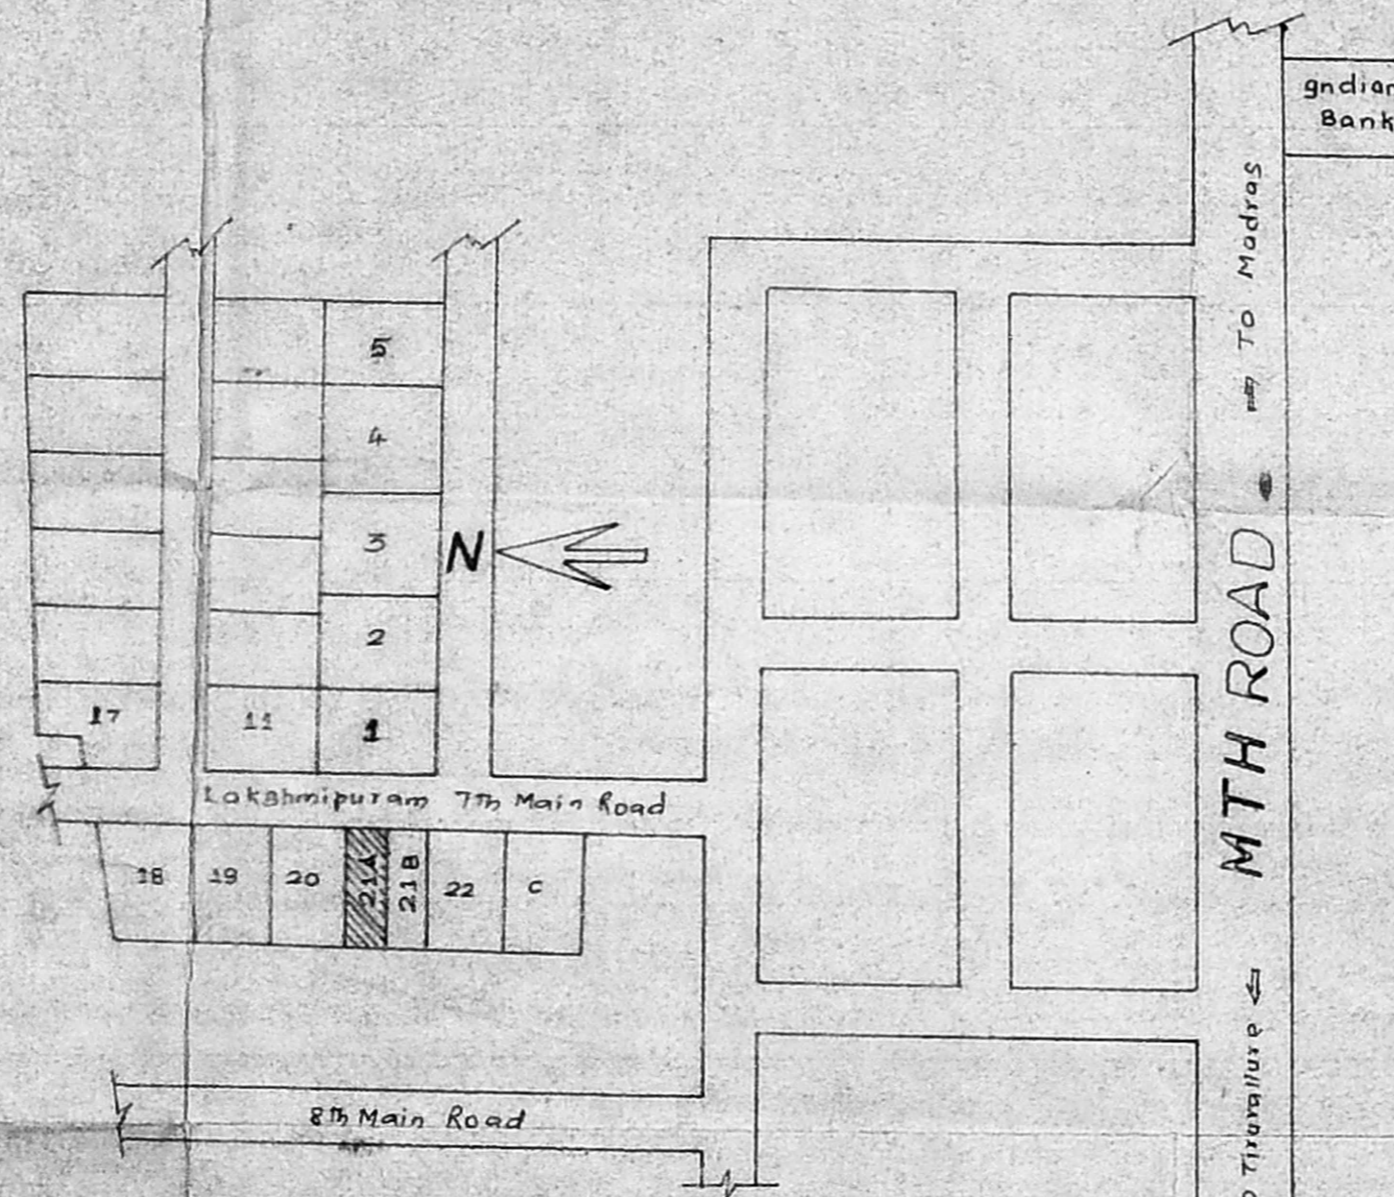 gndian
Bank
To Madras
5
4
3
N
2
MTH ROAD
17
11
1
Lakshmipuram 7Th Main Road
18
19
20
21A
21B
22
C
Tiruvallure
8Th Main Road